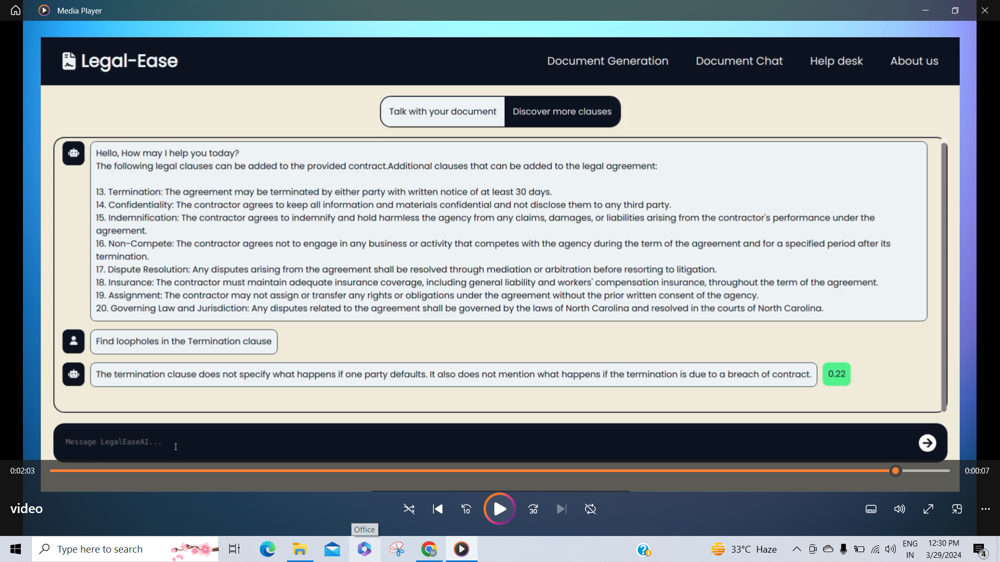 Media Player
Legal-Ease
Document Generation
Document Chat
Help desk
About us
Talk with your document
Discover more clauses
Hello, How may I help you today?
The following legal clauses can be added to the provided contract.Additional clauses that can be added to the legal agreement:
13. Termination: The agreement may be terminated by either party with written notice of at least 30 days.
14. Confidentiality: The contractor agrees to keep all information and materials confidential and not disclose them to any third party.
15. Indemnification: The contractor agrees to indemnify and hold harmless the agency from any claims, damages, or liabilities arising from the contractor's performance under the
agreement.
16. Non-Compete: The contractor agrees not to engage in any business or activity that competes with the agency during the term of the agreement and for a specified period after its
termination.
17. Dispute Resolution: Any disputes arising from the agreement shall be resolved through mediation or arbitration before resorting to litigation.
18. Insurance: The contractor must maintain adequate insurance coverage, including general liability and workers' compensation insurance, throughout the term of the agreement.
19. Assignment: The contractor may not assign or transfer any rights or obligations under the agreement without the prior written consent of the agency.
20. Governing Law and Jurisdiction: Any disputes related to the agreement shall be governed by the laws of North Carolina and resolved in the courts of North Carolina.
Find loopholes in the Termination clause
The termination clause does not specify what happens if one party defaults. It also does not mention what happens if the termination is due to a breach of contract.
0.22
Message LegalEaseAI...
0:02:03
0:00:07
video
10
30
Office
Type here to search
M
33°C Haze
ENG
IN
12:30 PM
3/29/2024
4